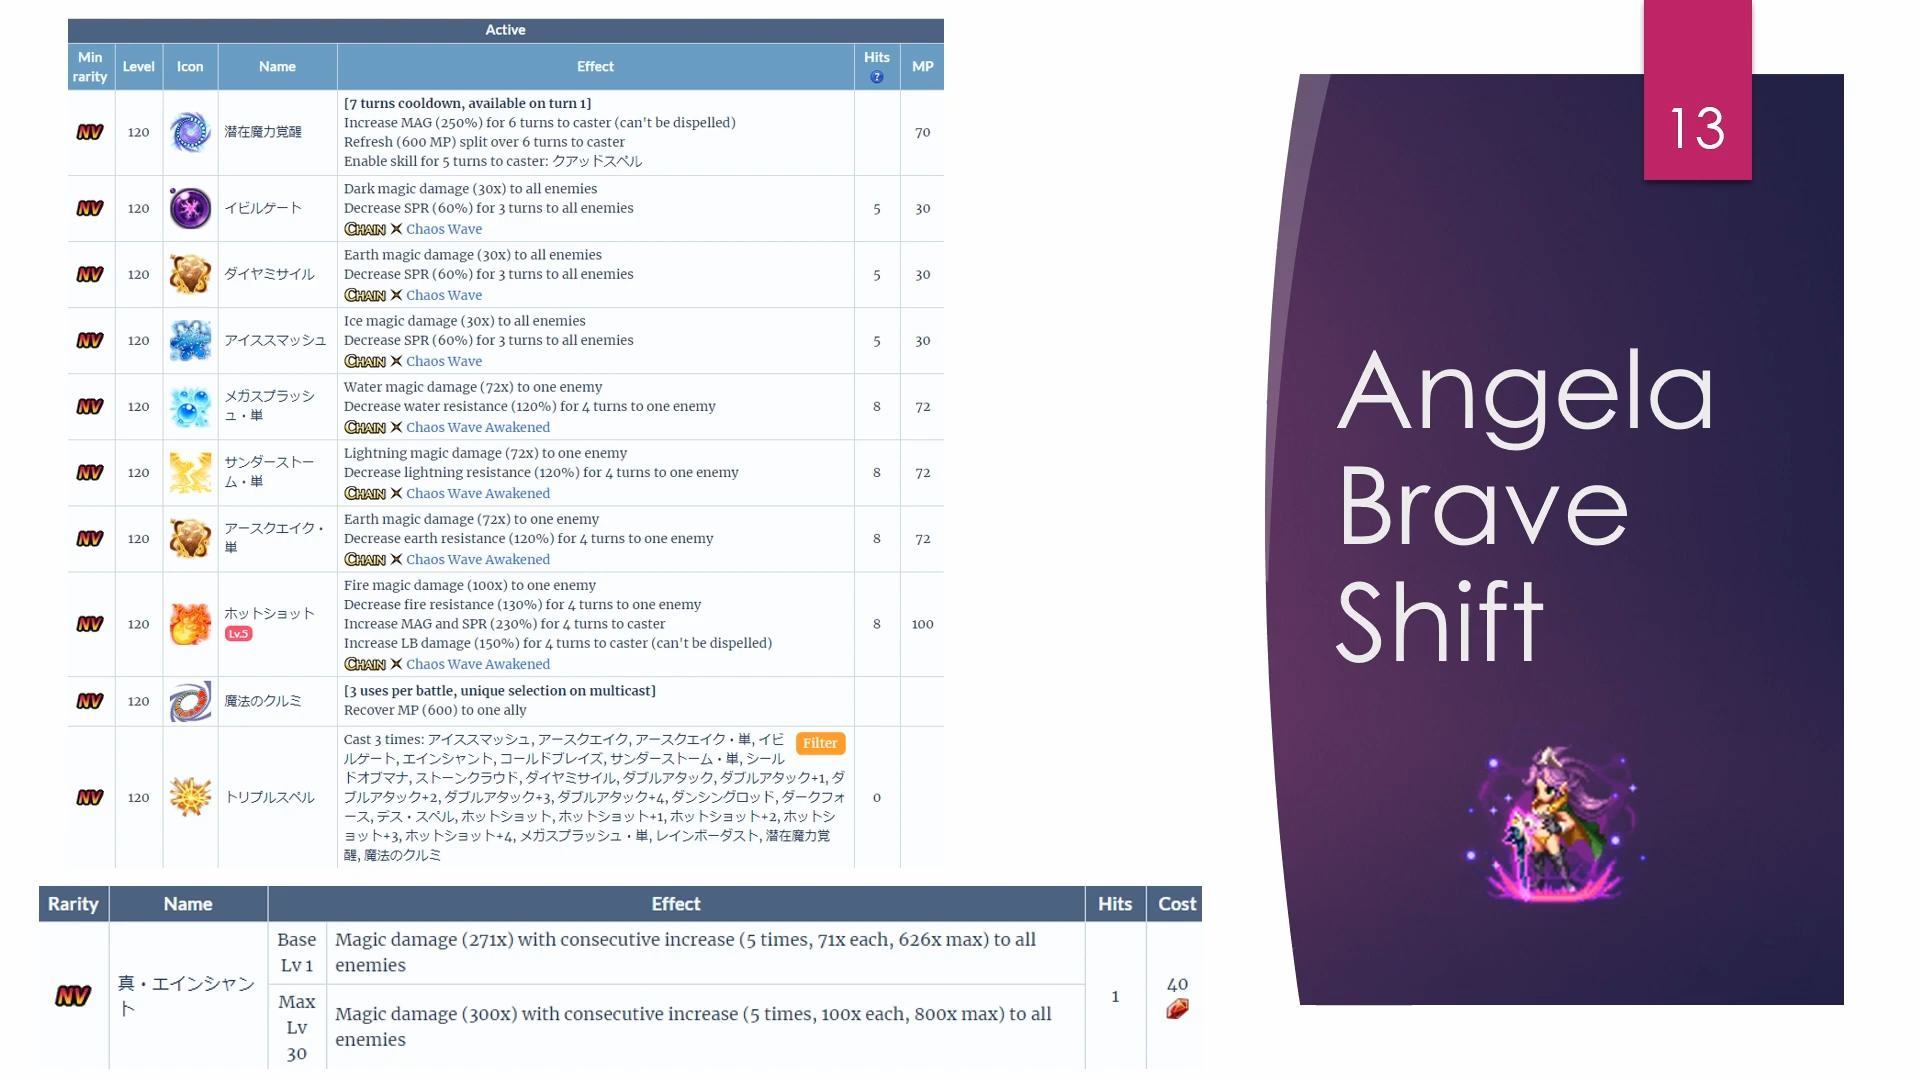 Active
Min rarity Level Icon Name Effect Hits ? MP
NV 120 潜在魔力覚醒
[7 turns cooldown, available on turn 1]
Increase MAG (250%) for 6 turns to caster (can't be dispelled)
Refresh (600 MP) split over 6 turns to caster
Enable skill for 5 turns to caster: クアッドスペル
70
NV 120 イビルゲート
Dark magic damage (30x) to all enemies
Decrease SPR (60%) for 3 turns to all enemies
CHAIN Chaos Wave
5 30
NV 120 ダイヤミサイル
Earth magic damage (30x) to all enemies
Decrease SPR (60%) for 3 turns to all enemies
CHAIN Chaos Wave
5 30
NV 120 アイススマッシュ
Ice magic damage (30x) to all enemies
Decrease SPR (60%) for 3 turns to all enemies
CHAIN Chaos Wave
5 30
NV 120 メガスプラッシ
ュ・単
Water magic damage (72x) to one enemy
Decrease water resistance (120%) for 4 turns to one enemy
CHAIN Chaos Wave Awakened
8 72
NV 120 サンダーストー
ム・単
Lightning magic damage (72x) to one enemy
Decrease lightning resistance (120%) for 4 turns to one enemy
CHAIN Chaos Wave Awakened
8 72
NV 120 アースクエイク・
単
Earth magic damage (72x) to one enemy
Decrease earth resistance (120%) for 4 turns to one enemy
CHAIN Chaos Wave Awakened
8 72
NV 120 ホットショット
Lv.5
Fire magic damage (100x) to one enemy
Decrease fire resistance (130%) for 4 turns to one enemy
Increase MAG and SPR (230%) for 4 turns to caster
Increase LB damage (150%) for 4 turns to caster (can't be dispelled)
CHAIN Chaos Wave Awakened
8 100
NV 120 魔法のクルミ
[3 uses per battle, unique selection on multicast]
Recover MP (600) to one ally
NV 120 トリプルスペル
Cast 3 times: アイススマッシュ, アースクエイク, アースクエイク・単, イビ
Filter
ルゲート, エインシャント, コールドブレイズ, サンダーストーム・単, シール
ドオブマナ, ストーンクラウド, ダイヤミサイル, ダブルアタック, ダブルアタック+1, ダ
ブルアタック+2, ダブルアタック+3, ダブルアタック+4, ダンシングロッド, ダークフォ
ース, デス・スペル, ホットショット, ホットショット+1, ホットショット+2, ホットシ
ョット+3, ホットショット+4, メガスプラッシュ・単, レインボーダスト, 潜在魔力覚
醒, 魔法のクルミ
0
Rarity Name Effect Hits Cost
NV 真・エインシャン
ト
Base
Lv 1
Magic damage (271x) with consecutive increase (5 times, 71x each, 626x max) to all
enemies
Max
Lv
30
Magic damage (300x) with consecutive increase (5 times, 100x each, 800x max) to all
enemies
1 40
13
Angela
Brave
Shift